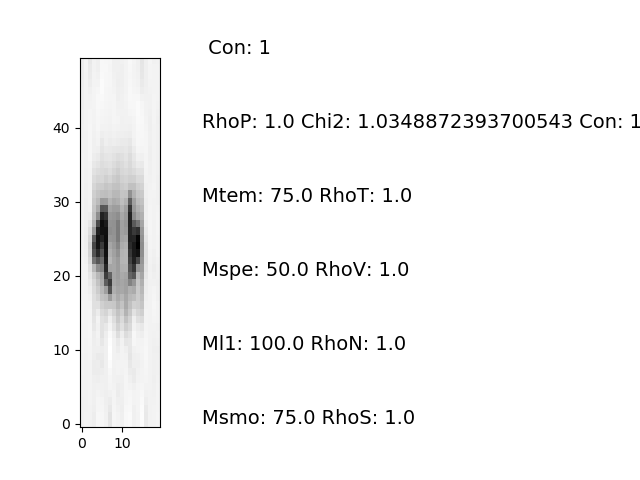 Con: 1
RhoP: 1.0 Chi2: 1.0348872393700543 Con: 1
Mtem: 75.0 RhoT: 1.0
Mspe: 50.0 RhoV: 1.0
Ml1: 100.0 RhoN: 1.0
Msmo: 75.0 RhoS: 1.0
40
30
20
10
0
0 10